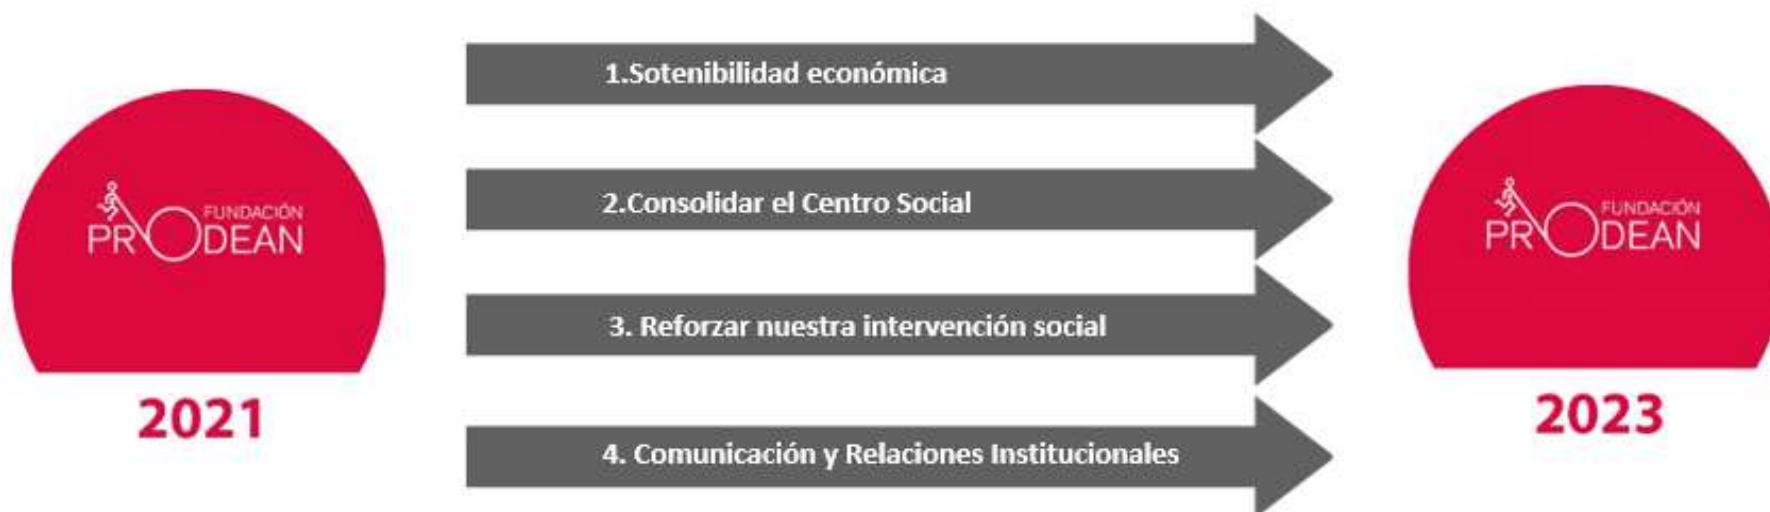 FUNDACIÓN
PRODEAN
2021
1.Sotenibilidad económica
2.Consolidar el Centro Social
3. Reforzar nuestra intervención social
4. Comunicación y Relaciones Institucionales
FUNDACIÓN
PRODEAN
2023